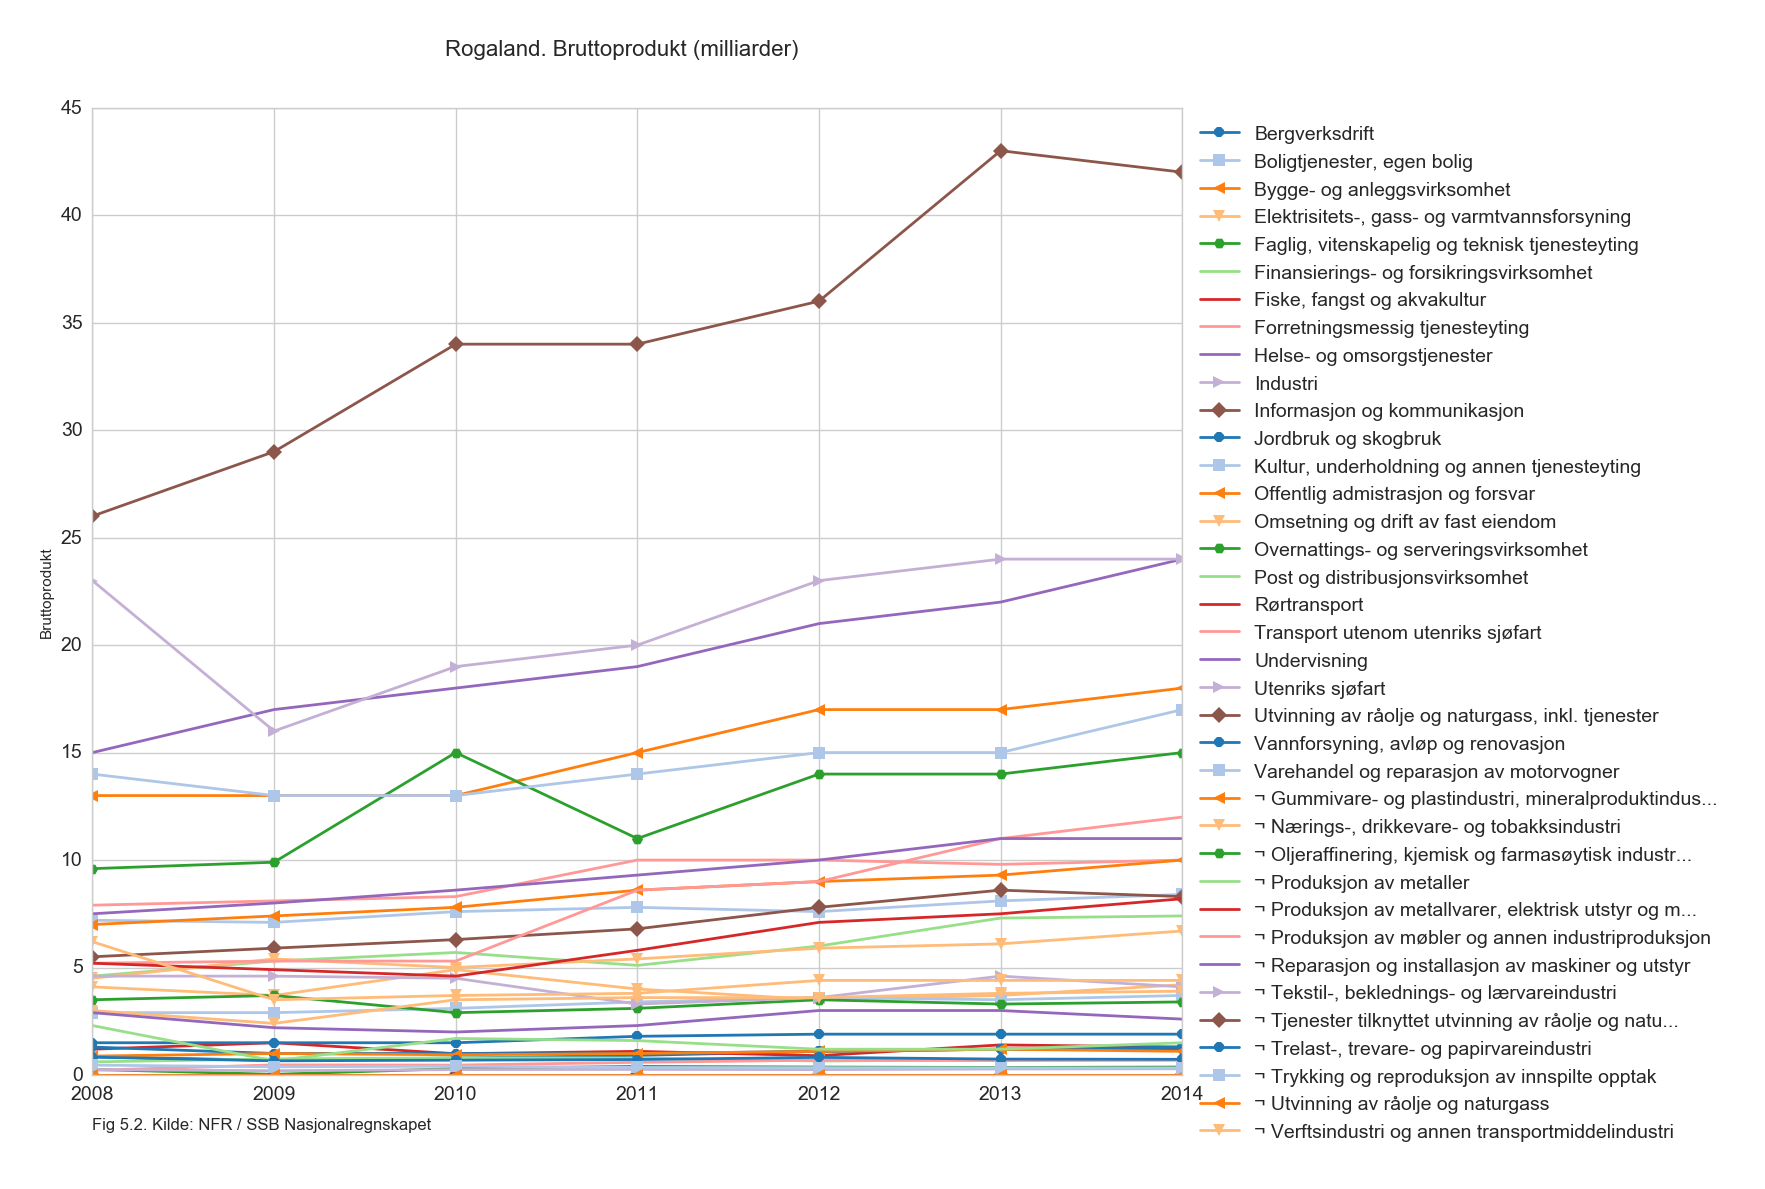 Rogaland. Bruttoprodukt (milliarder)
45
40
35
30
25
20
15
10
5
0
Bruttoprodukt
2008 2009 2010 2011 2012 2013 2014
Fig 5.2. Kilde: NFR / SSB Nasjonalregnskapet
Bergverksdrift
Boligtjenester, egen bolig
Bygge- og anleggsvirksomhet
Elektrisitets-, gass- og varmtvannsforsyning
Faglig, vitenskapelig og teknisk tjenesteyting
Finansierings- og forsikringsvirksomhet
Fiske, fangst og akvakultur
Forretningsmessig tjenesteyting
Helse- og omsorgstjenester
Industri
Informasjon og kommunikasjon
Jordbruk og skogbruk
Kultur, underholdning og annen tjenesteyting
Offentlig admistrasjon og forsvar
Omsetning og drift av fast eiendom
Overnattings- og serveringsvirksomhet
Post og distribusjonsvirksomhet
Rørtransport
Transport utenom utenriks sjøfart
Undervisning
Utenriks sjøfart
Utvinning av råolje og naturgass, inkl. tjenester
Vannforsyning, avløp og renovasjon
Varehandel og reparasjon av motorvogner
¬ Gummivare- og plastindustri, mineralproduktindus...
¬ Nærings-, drikkevare- og tobakksindustri
¬ Oljeraffinering, kjemisk og farmasøytisk industr...
¬ Produksjon av metaller
¬ Produksjon av metallvarer, elektrisk utstyr og m...
¬ Produksjon av møbler og annen industriproduksjon
¬ Reparasjon og installasjon av maskiner og utstyr
¬ Tekstil-, beklednings- og lærvareindustri
¬ Tjenester tilknyttet utvinning av råolje og natu...
¬ Trelast-, trevare- og papirvareindustri
¬ Trykking og reproduksjon av innspilte opptak
¬ Utvinning av råolje og naturgass
¬ Verftsindustri og annen transportmiddelindustri